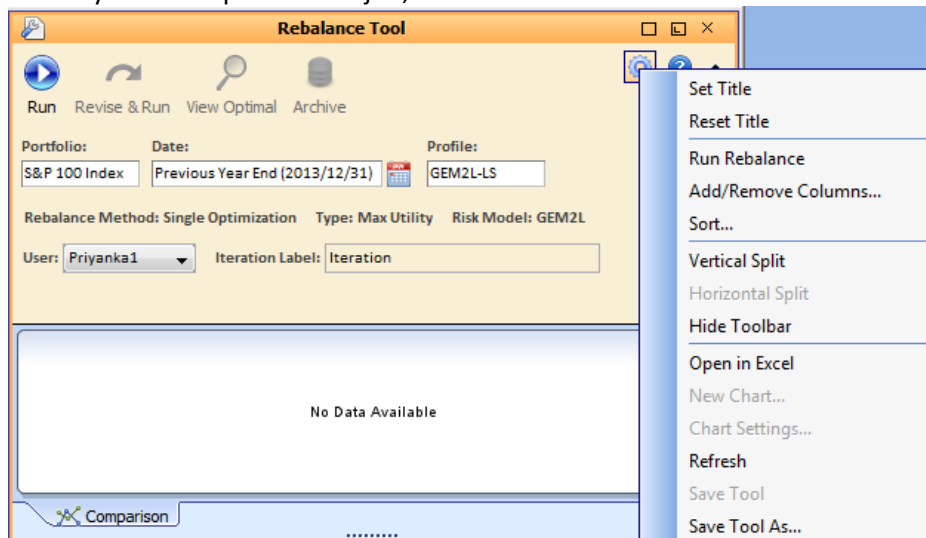 Rebalance Tool
Run Revise & Run View Optimal Archive
Portfolio: Date: Profile:
S&P 100 Index Previous Year End (2013/12/31) GEM2L-LS
Rebalance Method: Single Optimization Type: Max Utility Risk Model: GEM2L
User: Priyanka1 Iteration Label: Iteration
No Data Available
Comparison
Set Title
Reset Title
Run Rebalance
Add/Remove Columns...
Sort...
Vertical Split
Horizontal Split
Hide Toolbar
Open in Excel
New Chart...
Chart Settings...
Refresh
Save Tool
Save Tool As...